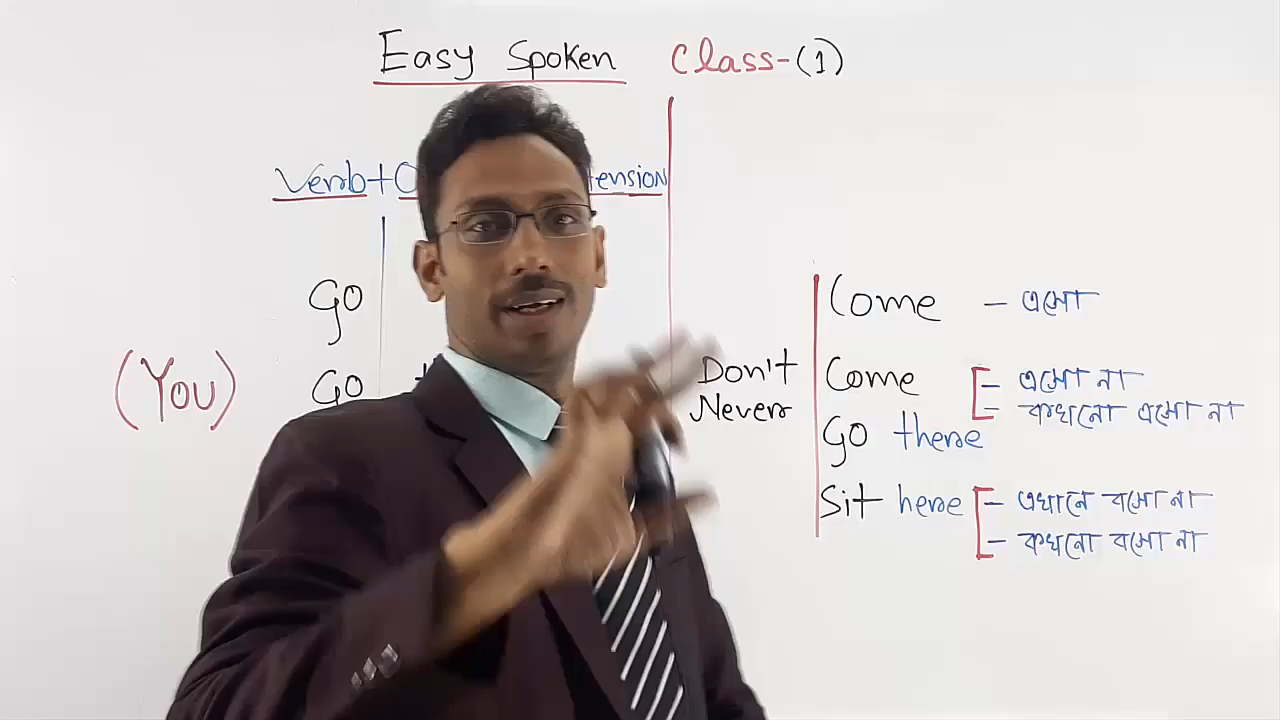 Easy Spoken Class-(1)
Verb+
Go
(You)
Go
Don't
Never
Come - এসো
Come - এসো না
- কখনো এসো না
Go there
Sit here - এখানে বসো না
- কখনো বসো না